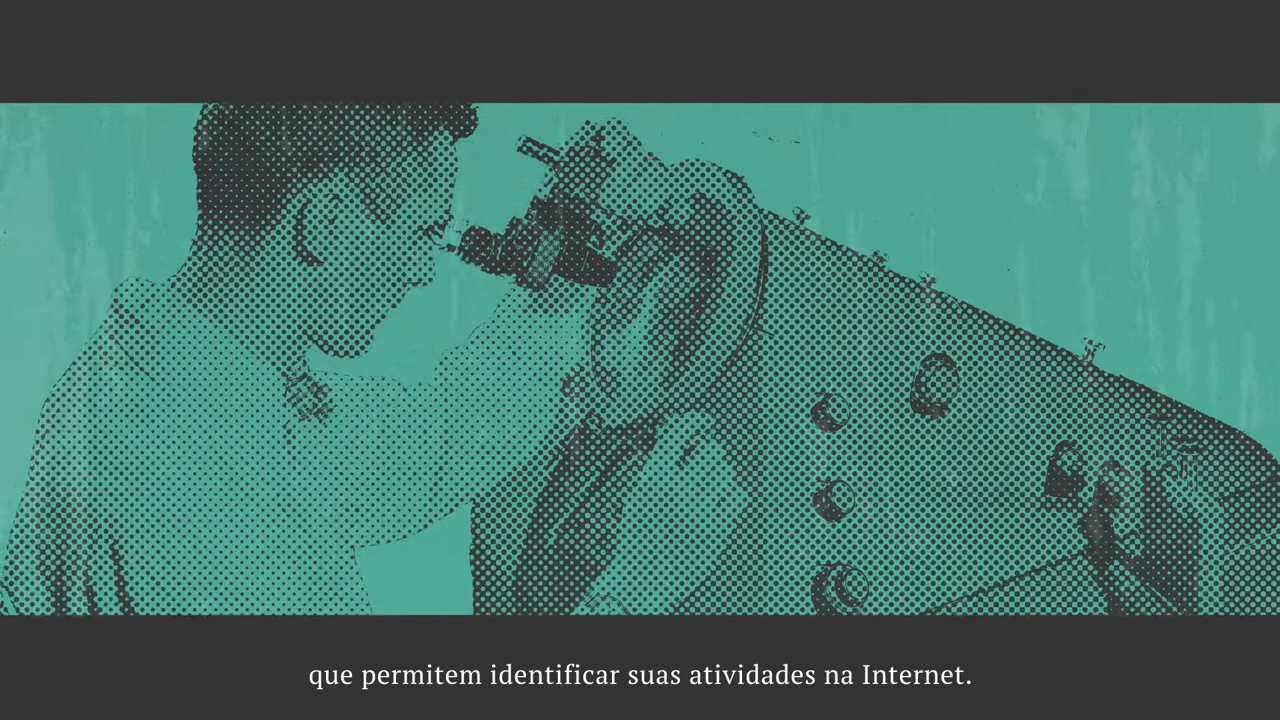 que permitem identificar suas atividades na Internet.